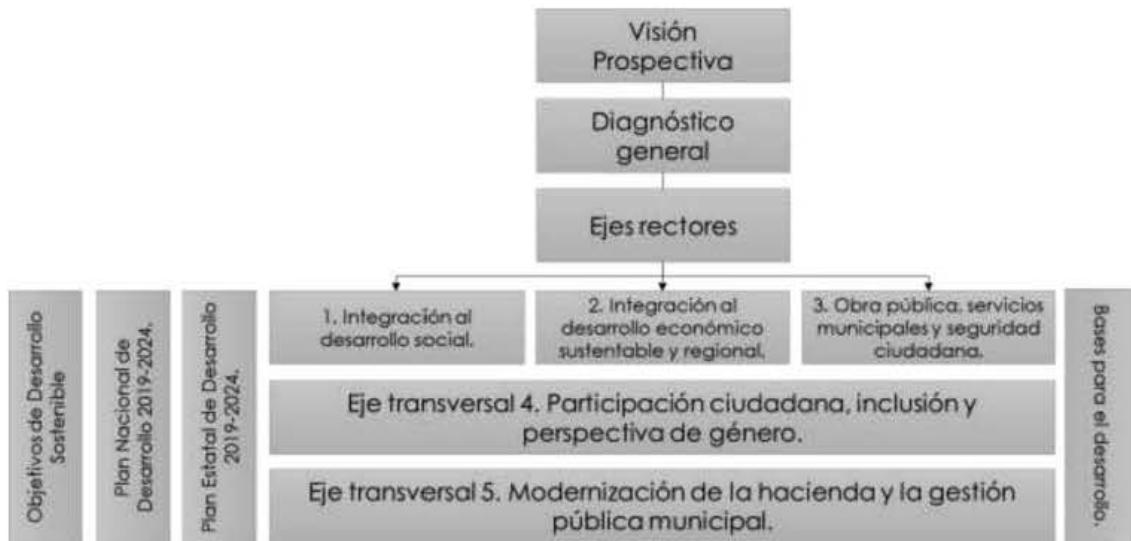 Visión
Prospectiva
Diagnóstico
general
Ejes rectores
Objetivos de Desarrollo
Sostenible
Plan Nacional de
Desarrollo 2019-2024.
Plan Estatal de Desarrollo
2019-2024.
1. Integración al
desarrollo social.
2. Integración al
desarrollo económico
sustentable y regional.
3. Obra pública, servicios
municipales y seguridad
ciudadana.
Eje transversal 4. Participación ciudadana, inclusión y
perspectiva de género.
Eje transversal 5. Modernización de la hacienda y la gestión
pública municipal.
Bases para el desarrollo.